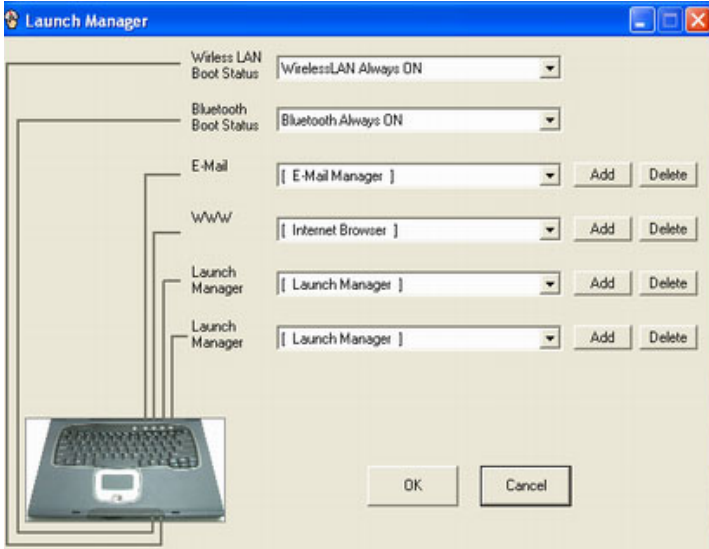 Launch Manager
Wirless LAN
Boot Status
WirelessLAN Always ON
Bluetooth
Boot Status
Bluetooth Always ON
E-Mail
[ E-Mail Manager ]
Add
Delete
WWW
[ Internet Browser ]
Add
Delete
Launch
Manager
[ Launch Manager ]
Add
Delete
Launch
Manager
[ Launch Manager ]
Add
Delete
OK
Cancel